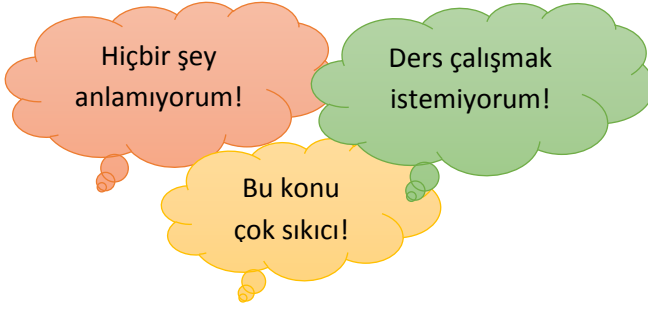 Hiçbir şey
anlamıyorum!
Ders çalışmak
istemiyorum!
Bu konu
çok sıkıcı!